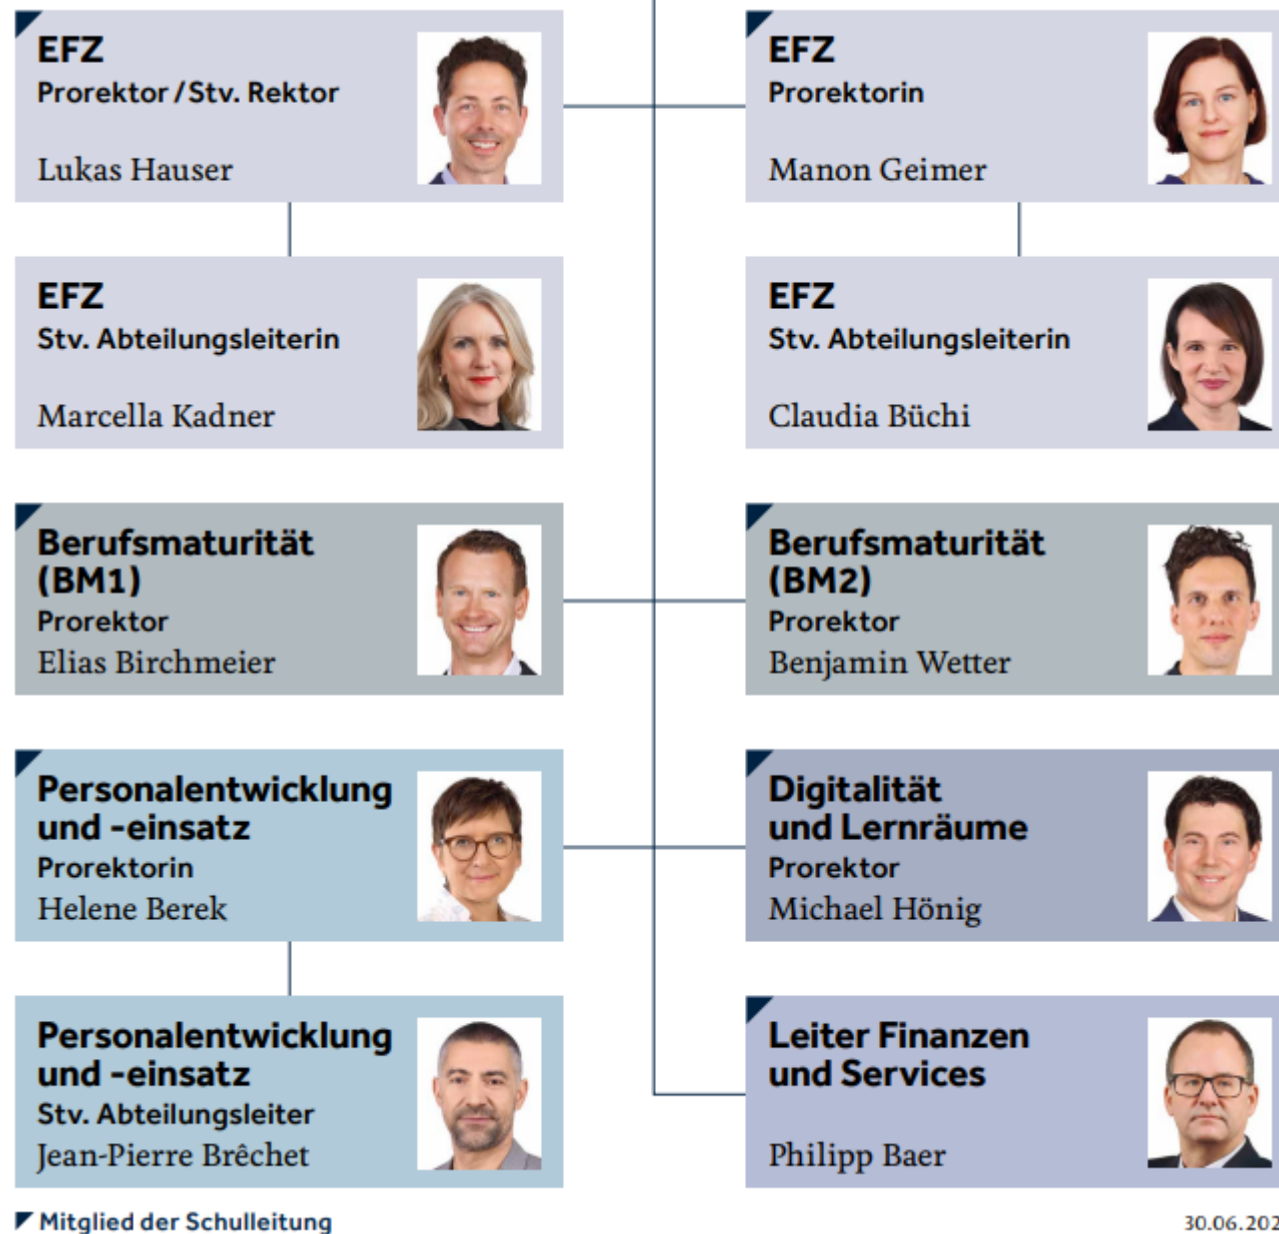 EFZ
Prorektor / Stv. Rektor
Lukas Hauser
EFZ
Prorektorin
Manon Geimer
EFZ
Stv. Abteilungsleiterin
Marcella Kadner
EFZ
Stv. Abteilungsleiterin
Claudia Büchi
Berufsmaturität
(BM1)
Prorektor
Elias Birchmeier
Berufsmaturität
(BM2)
Prorektor
Benjamin Wetter
Personalentwicklung
und -einsatz
Prorektorin
Helene Berek
Digitalität
und Lernräume
Prorektor
Michael Hönig
Personalentwicklung
und -einsatz
Stv. Abteilungsleiter
Jean-Pierre Brêchet
Leiter Finanzen
und Services
Philipp Baer
Mitglied der Schulleitung
30.06.202